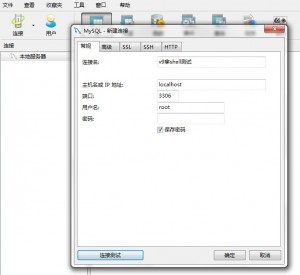 文件 查看 收藏夹 工具 窗口 帮助
连接 用户
连接
本地服务器
MySQL - 新建连接
常规 高级 SSL SSH HTTP
连接名: v9@shell测试
主机名或 IP 地址: localhost
端口: 3306
用户名: root
密码:
保存密码
连接测试 确定 取消